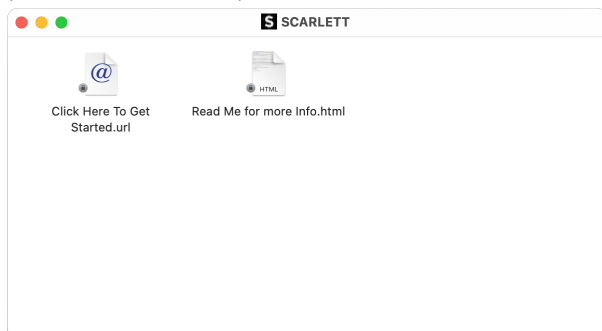 S SCARLETT
@
HTML
Click Here To Get
Started.url
Read Me for more Info.html